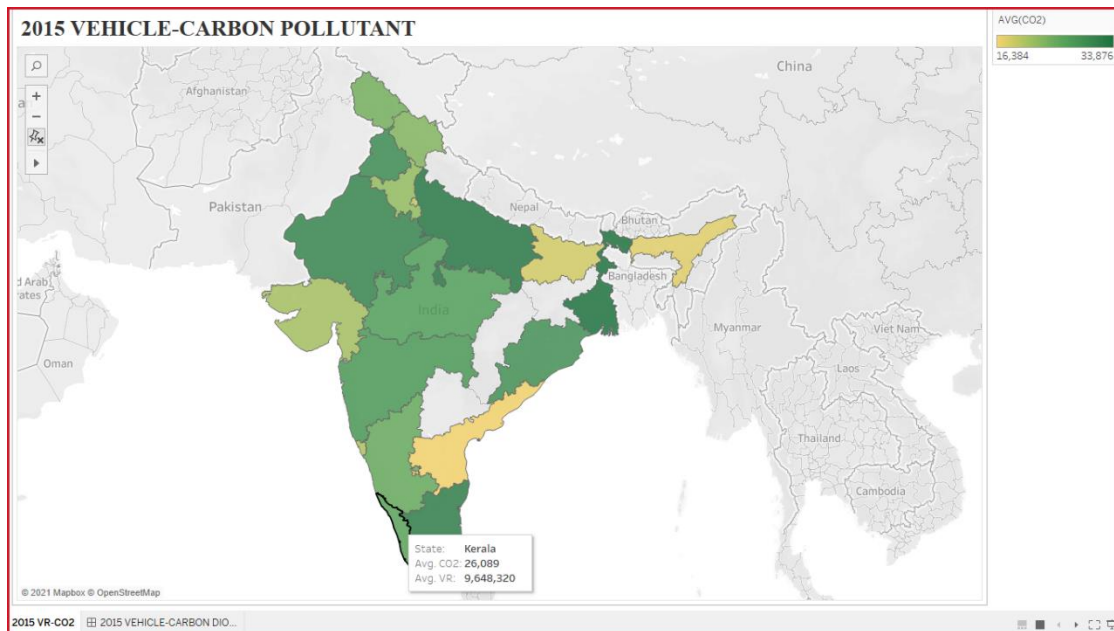 2015 VEHICLE-CARBON POLLUTANT
AVG(CO2)
16,384 33,876
China
Afghanistan
Pakistan
Nepal
Bhutan
Bangladesh
India
d Arab
rates
Oman
Myanmar
Viet Nam
Laos
Thailand
Cambodia
State: Kerala
Avg. CO2: 26,089
Avg. VR: 9,648,320
© 2021 Mapbox © OpenStreetMap
2015 VR-CO2
2015 VEHICLE-CARBON DIO...